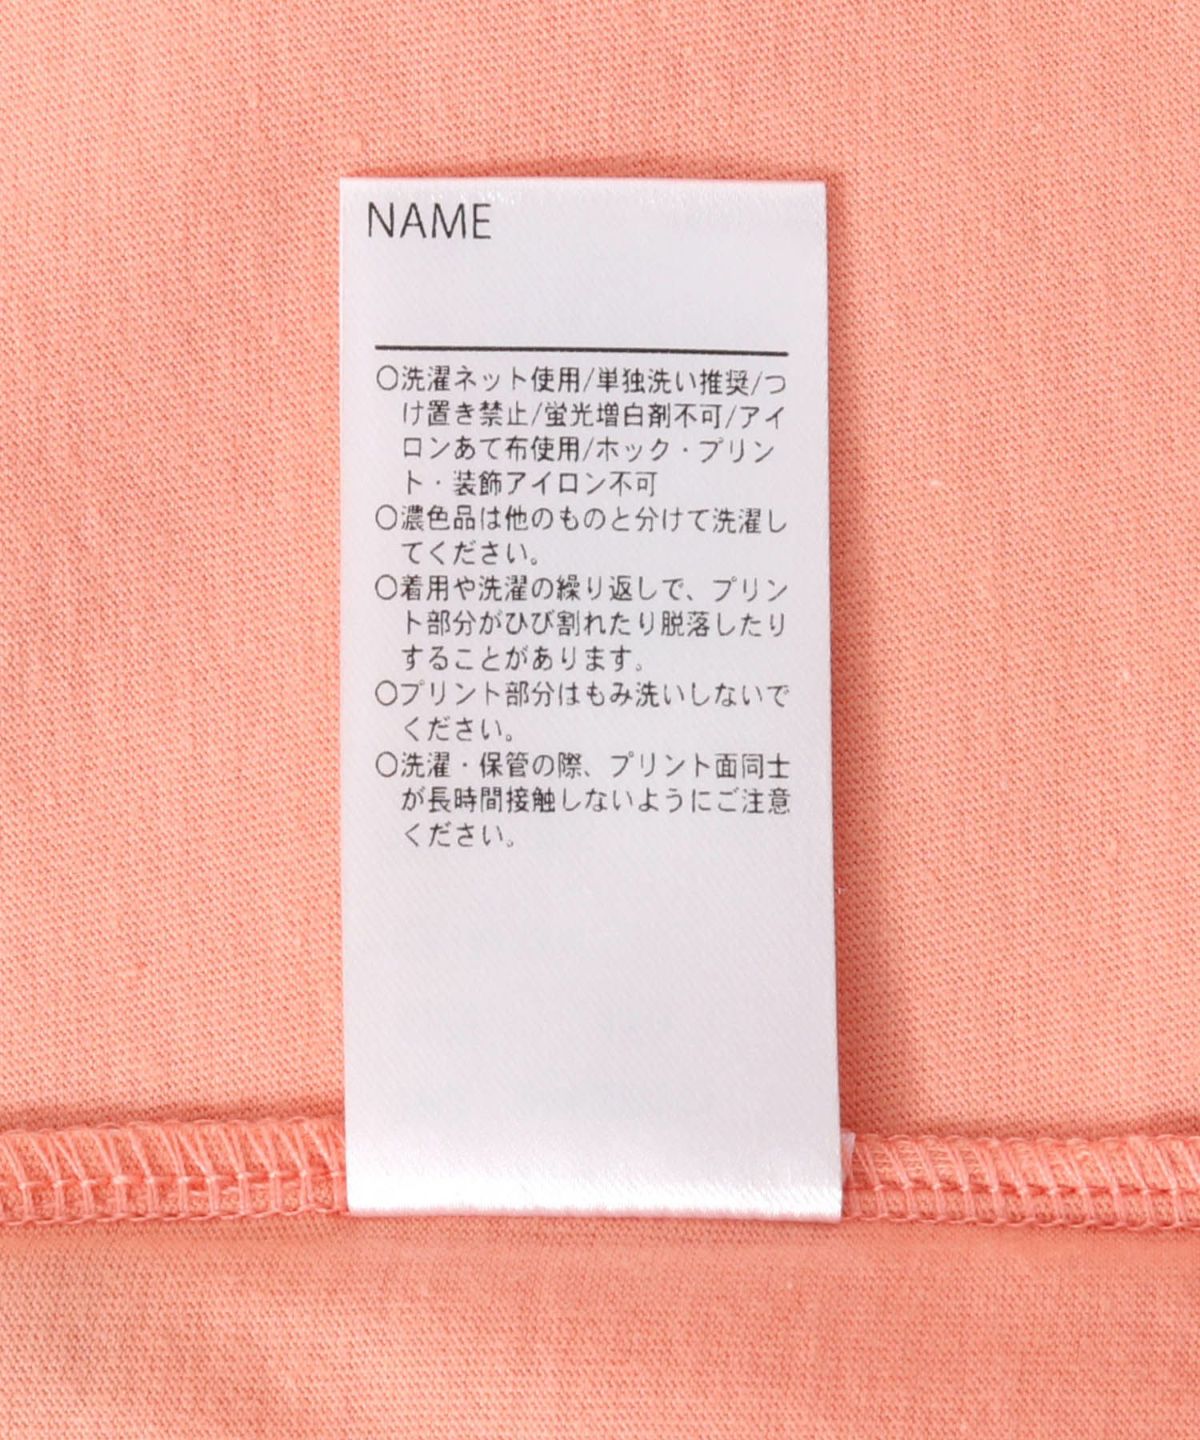 NAME
○洗濯ネット使用/単独洗い推奨/つ
け置き禁止/蛍光増白剤不可/アイ
ロンあて布使用/ホック・プリン
ト・装飾アイロン不可
○濃色品は他のものと分けて洗濯し
てください。
○着用や洗濯の繰り返しで、プリン
ト部分がひび割れたり脱落したり
することがあります。
○プリント部分はもみ洗いしないで
ください。
○洗濯・保管の際、プリント面同士
が長時間接触しないようにご注意
ください。